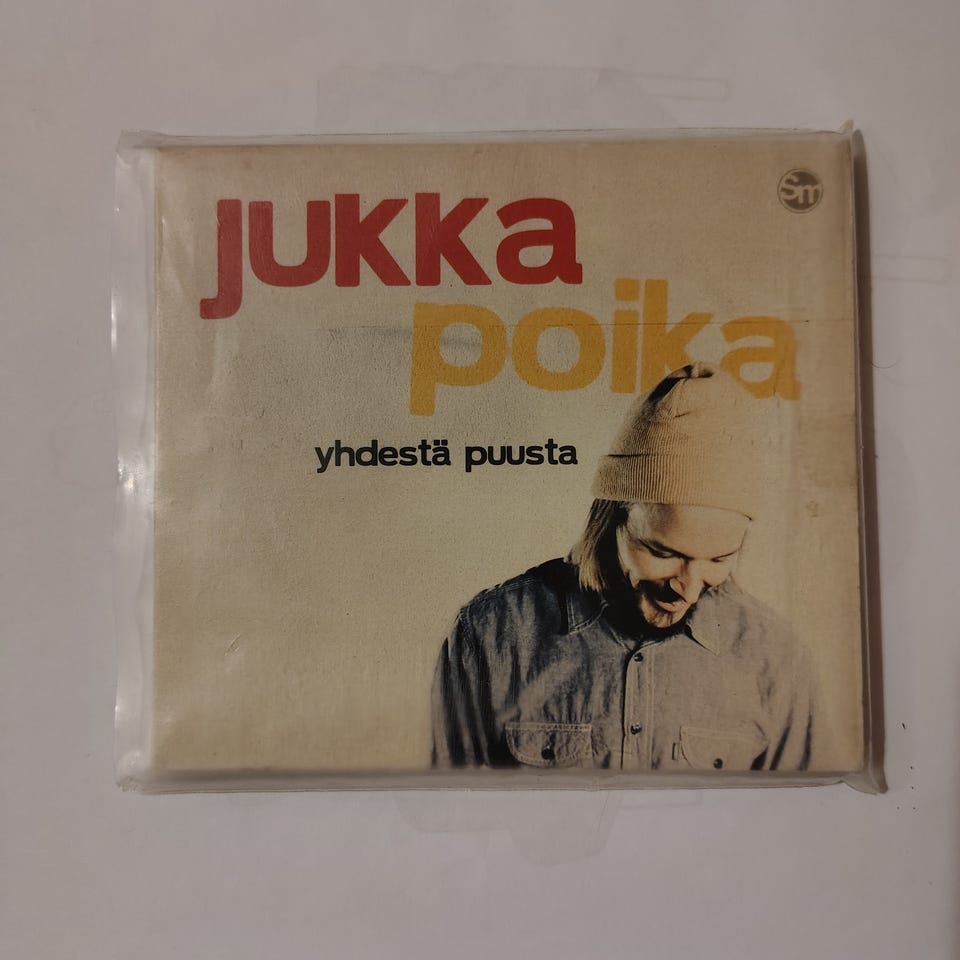 jukka
Sm
poika
yhdestä puusta